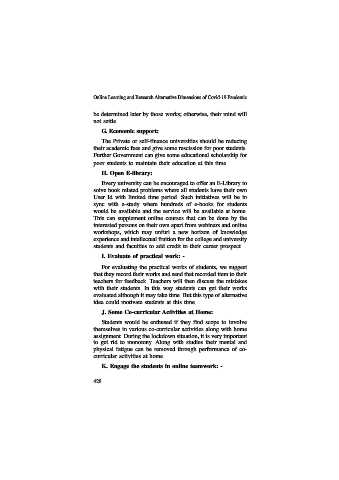 Online Learning and Research Alternative Dimensions of Covid-19 Pandemic
be determined later by those works; otherwise, their mind will
not settle.
G. Economic support:
The Private or self-finance universities should be reducing
their academic fees and give some rescission for poor students.
Further Government can give some educational scholarship for
poor students to maintain their education at this time.
H. Open E-library:
Every university can be encouraged to offer an E-Library to
solve book related problems where all students have their own
User Id with limited time period. Such initiatives will be in
sync with e-study where hundreds of e-books for students
would be available and the service will be available at home.
This can supplement online courses that can be done by the
interested persons on their own apart from webinars and online
workshops, which may unfurl a new horizon of knowledge
experience and intellectual fruition for the college and university
students and faculties to add credit to their career prospect.
I. Evaluate of practical work: -
For evaluating the practical works of students, we suggest
that they record their works and send that recorded item to their
teachers for feedback. Teachers will then discuss the mistakes
with their students. In this way students can get their works
evaluated although it may take time. But this type of alternative
idea could motivate students at this time.
J. Some Co-curricular Activities at Home:
Students would be enthused if they find scope to involve
themselves in various co-curricular activities along with home
assignment. During the lockdown situation, it is very important
to get rid to monotony. Along with studies their mental and
physical fatigue can be removed through performance of co-
curricular activities at home.
K. Engage the students in online teamwork: -